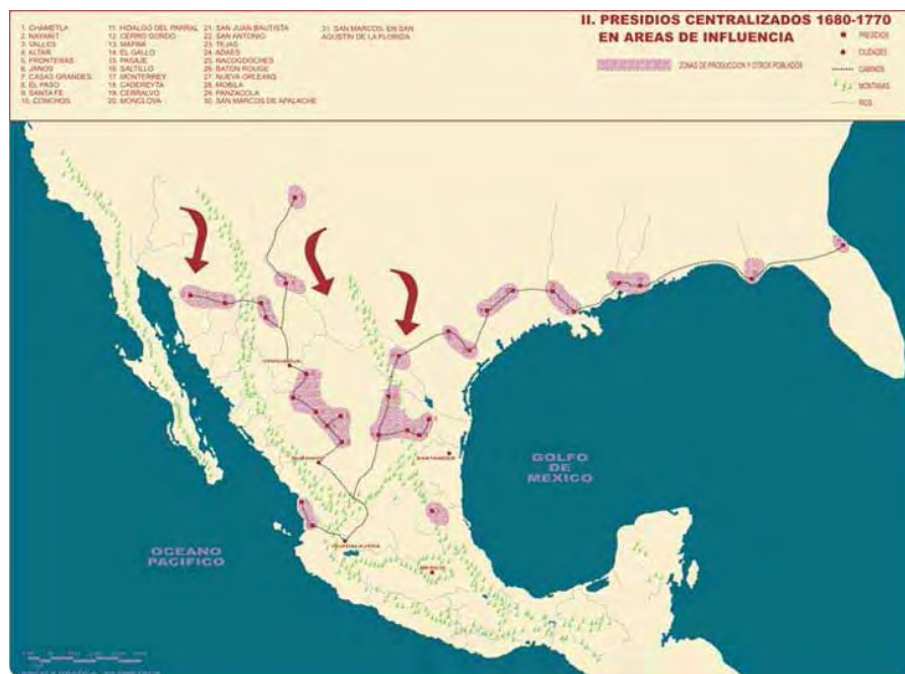 II. PRESIDIOS CENTRALIZADOS 1680-1770
EN AREAS DE INFLUENCIA
1. CHAMETLA
2. NAYARIT
3. VALLES
4. ALTAR
5. FRONTERAS
6. JANOS
7. CASAS GRANDES
8. EL PASO
9. SANTA FE
10. CONCHOS
11. HIDALGO DEL PARRAL
12. CERRO GORDO
13. MAPIMI
14. EL GALLO
15. PASAJE
16. SALTILLO
17. MONTERREY
18. CADEREYTA
19. CERRALVO
20. MONCLOVA
21. SAN JUAN BAUTISTA
22. SAN ANTONIO
23. TEJAS
24. ADAES
25. NACOGDOCHES
26. BATON ROUGE
27. NUEVA ORLEANS
28. MOBILA
29. PANZACOLA
30. SAN MARCOS DE APALACHE
31. SAN MARCOS, EN SAN
AGUSTIN DE LA FLORIDA
ZONAS DE PRODUCCION Y OTROS POBLADOS
PRESIDIOS
CIUDADES
CAMINOS
MONTAÑAS
RIOS
CHIHUAHUA
DURANGO
SANTANDER
GUADALAJARA
MEXICO
GOLFO
DE
MEXICO
OCEANO
PACIFICO